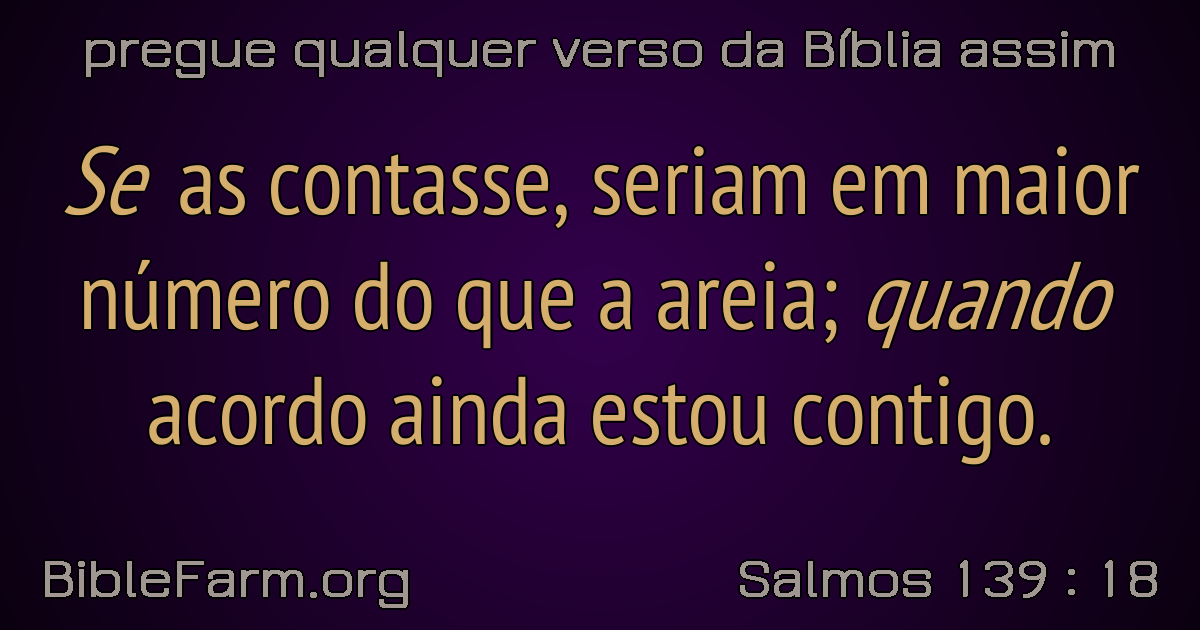 pregue qualquer verso da Bíblia assim
Se as contasse, seriam em maior
número do que a areia; quando
acordo ainda estou contigo.
BibleFarm.org
Salmos 139 : 18